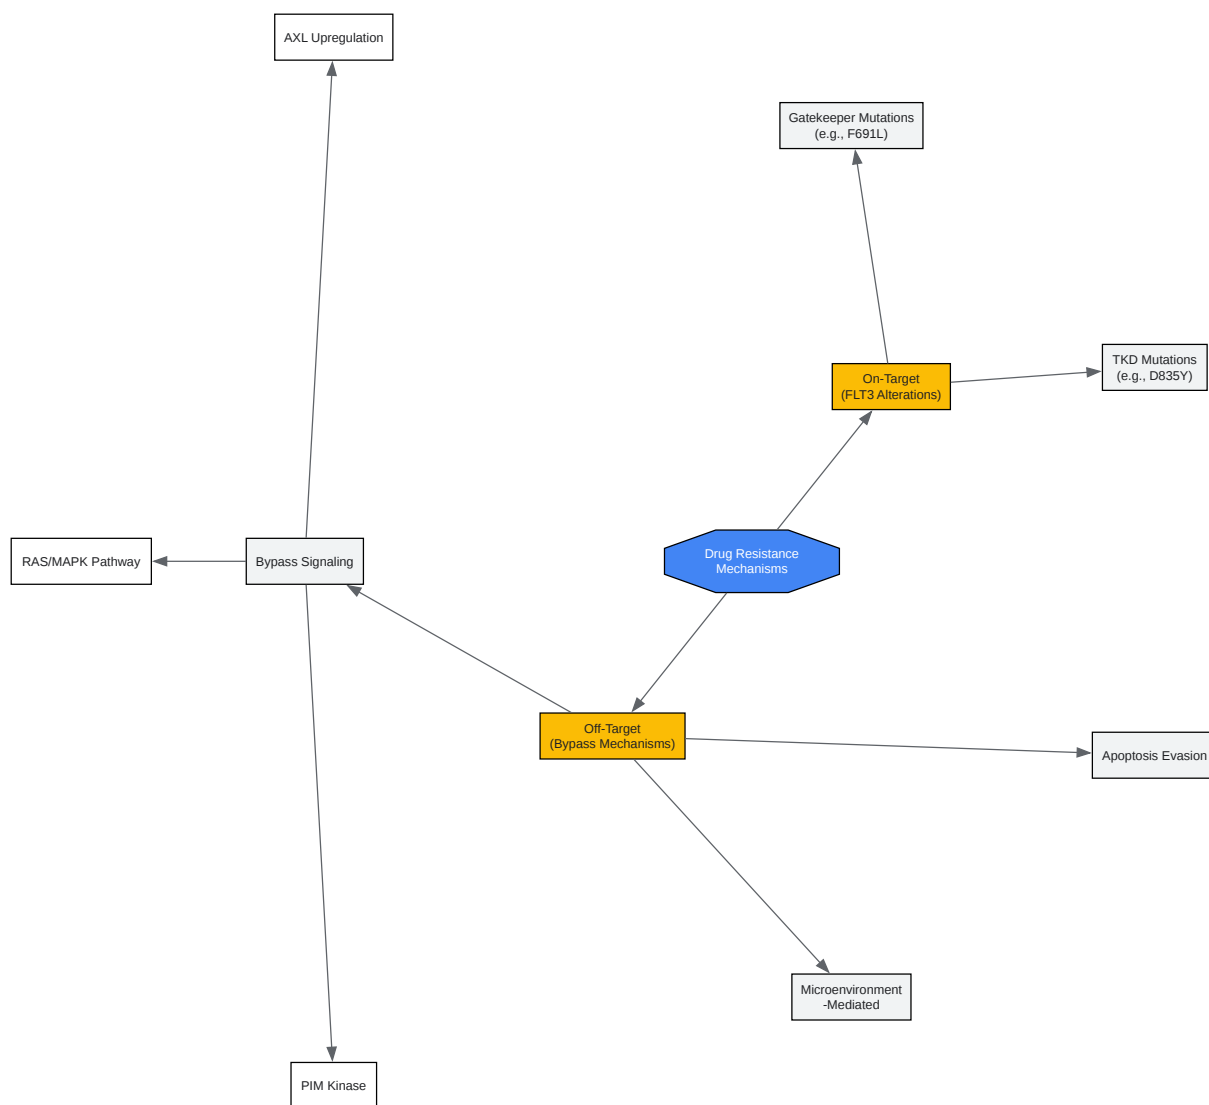 AXL Upregulation
Gatekeeper Mutations
(e.g., F691L)
TKD Mutations
(e.g., D835Y)
On-Target
(FLT3 Alterations)
Drug Resistance
Mechanisms
RAS/MAPK Pathway
Bypass Signaling
Off-Target
(Bypass Mechanisms)
Apoptosis Evasion
Microenvironment
-Mediated
PIM Kinase